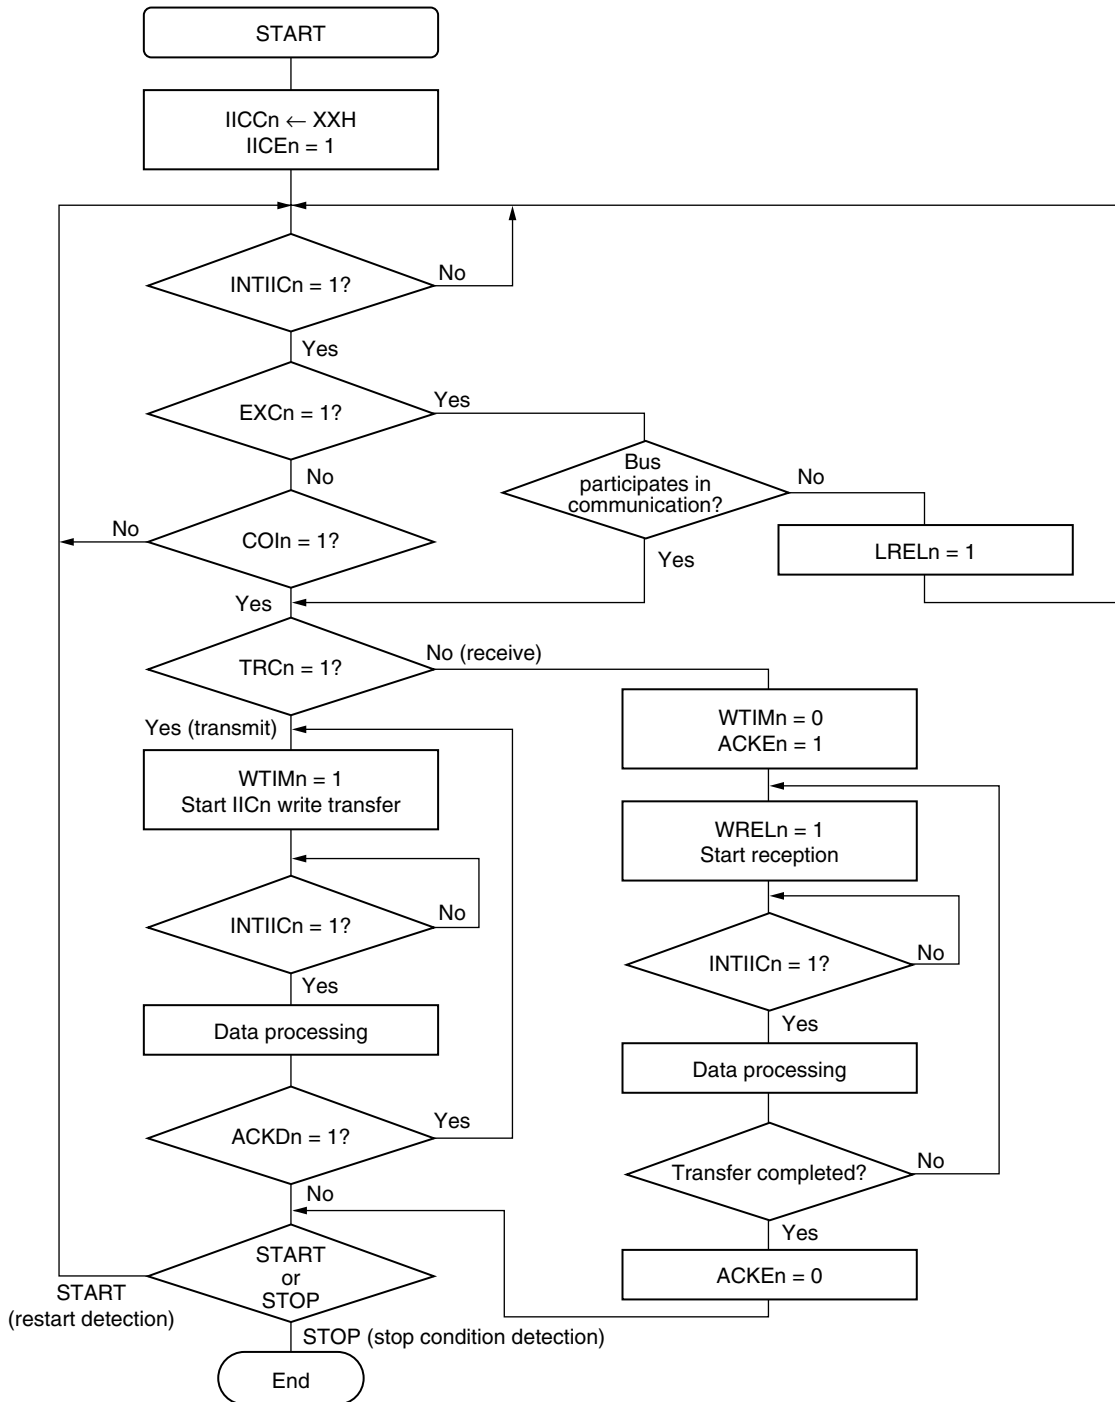 START
IICCn ← XXH
IICEn = 1
INTIICn = 1?
No
Yes
EXCn = 1?
Yes
No
Bus
participates in
communication?
No
Yes
LRELn = 1
COIn = 1?
No
Yes
TRCn = 1?
No (receive)
Yes (transmit)
WTIMn = 1
Start IICn write transfer
INTIICn = 1?
No
Yes
Data processing
ACKDn = 1?
Yes
No
WTIMn = 0
ACKEn = 1
WRELn = 1
Start reception
INTIICn = 1?
No
Yes
Data processing
Transfer completed?
No
Yes
ACKEn = 0
START
or
STOP
START
(restart detection)
STOP (stop condition detection)
End